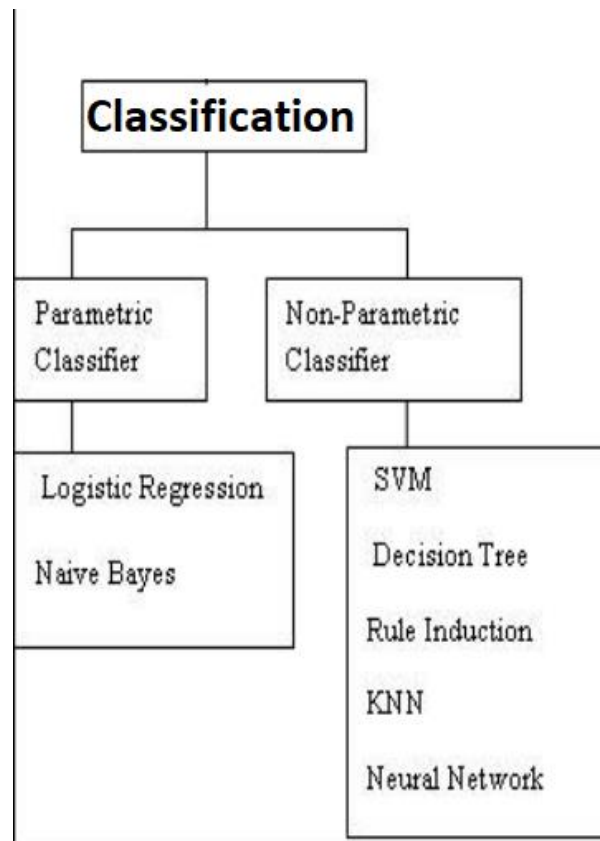 Classification
Parametric
Classifier
Non-Parametric
Classifier
Logistic Regression
Naive Bayes
SVM
Decision Tree
Rule Induction
KNN
Neural Network